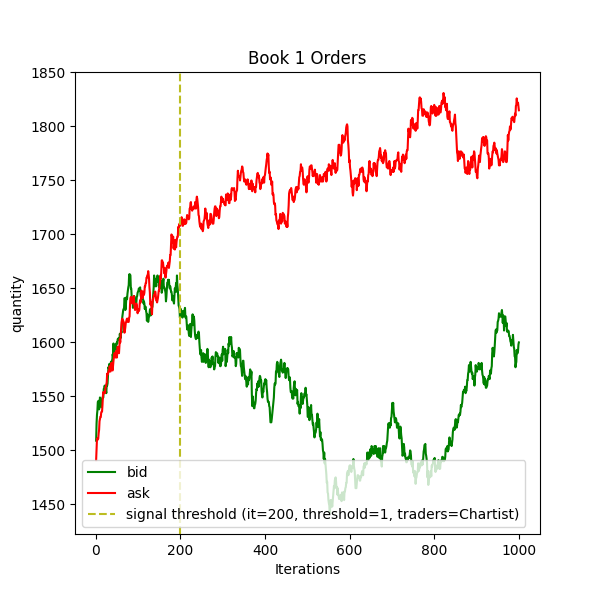 Book 1 Orders
1850
1800
1750
1700
1650
1600
1550
1500
1450
quantity
bid
ask
signal threshold (it=200, threshold=1, traders=Chartist)
0 200 400 600 800 1000
Iterations